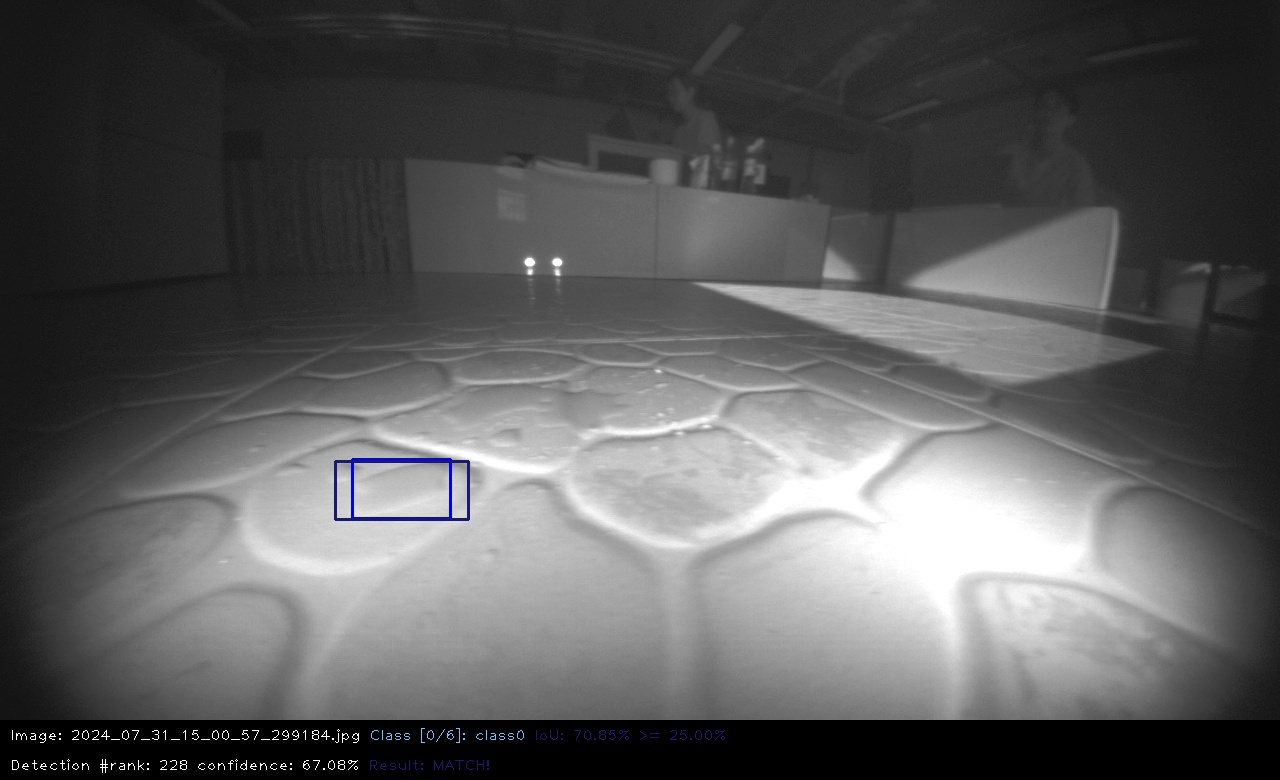 Image: 2024_07_31_15_00_57_299184.jpg Class [0/6]: class0 IoU: 70.85% >= 25.00%
Detection #rank: 228 confidence: 67.08% Result: MATCH!